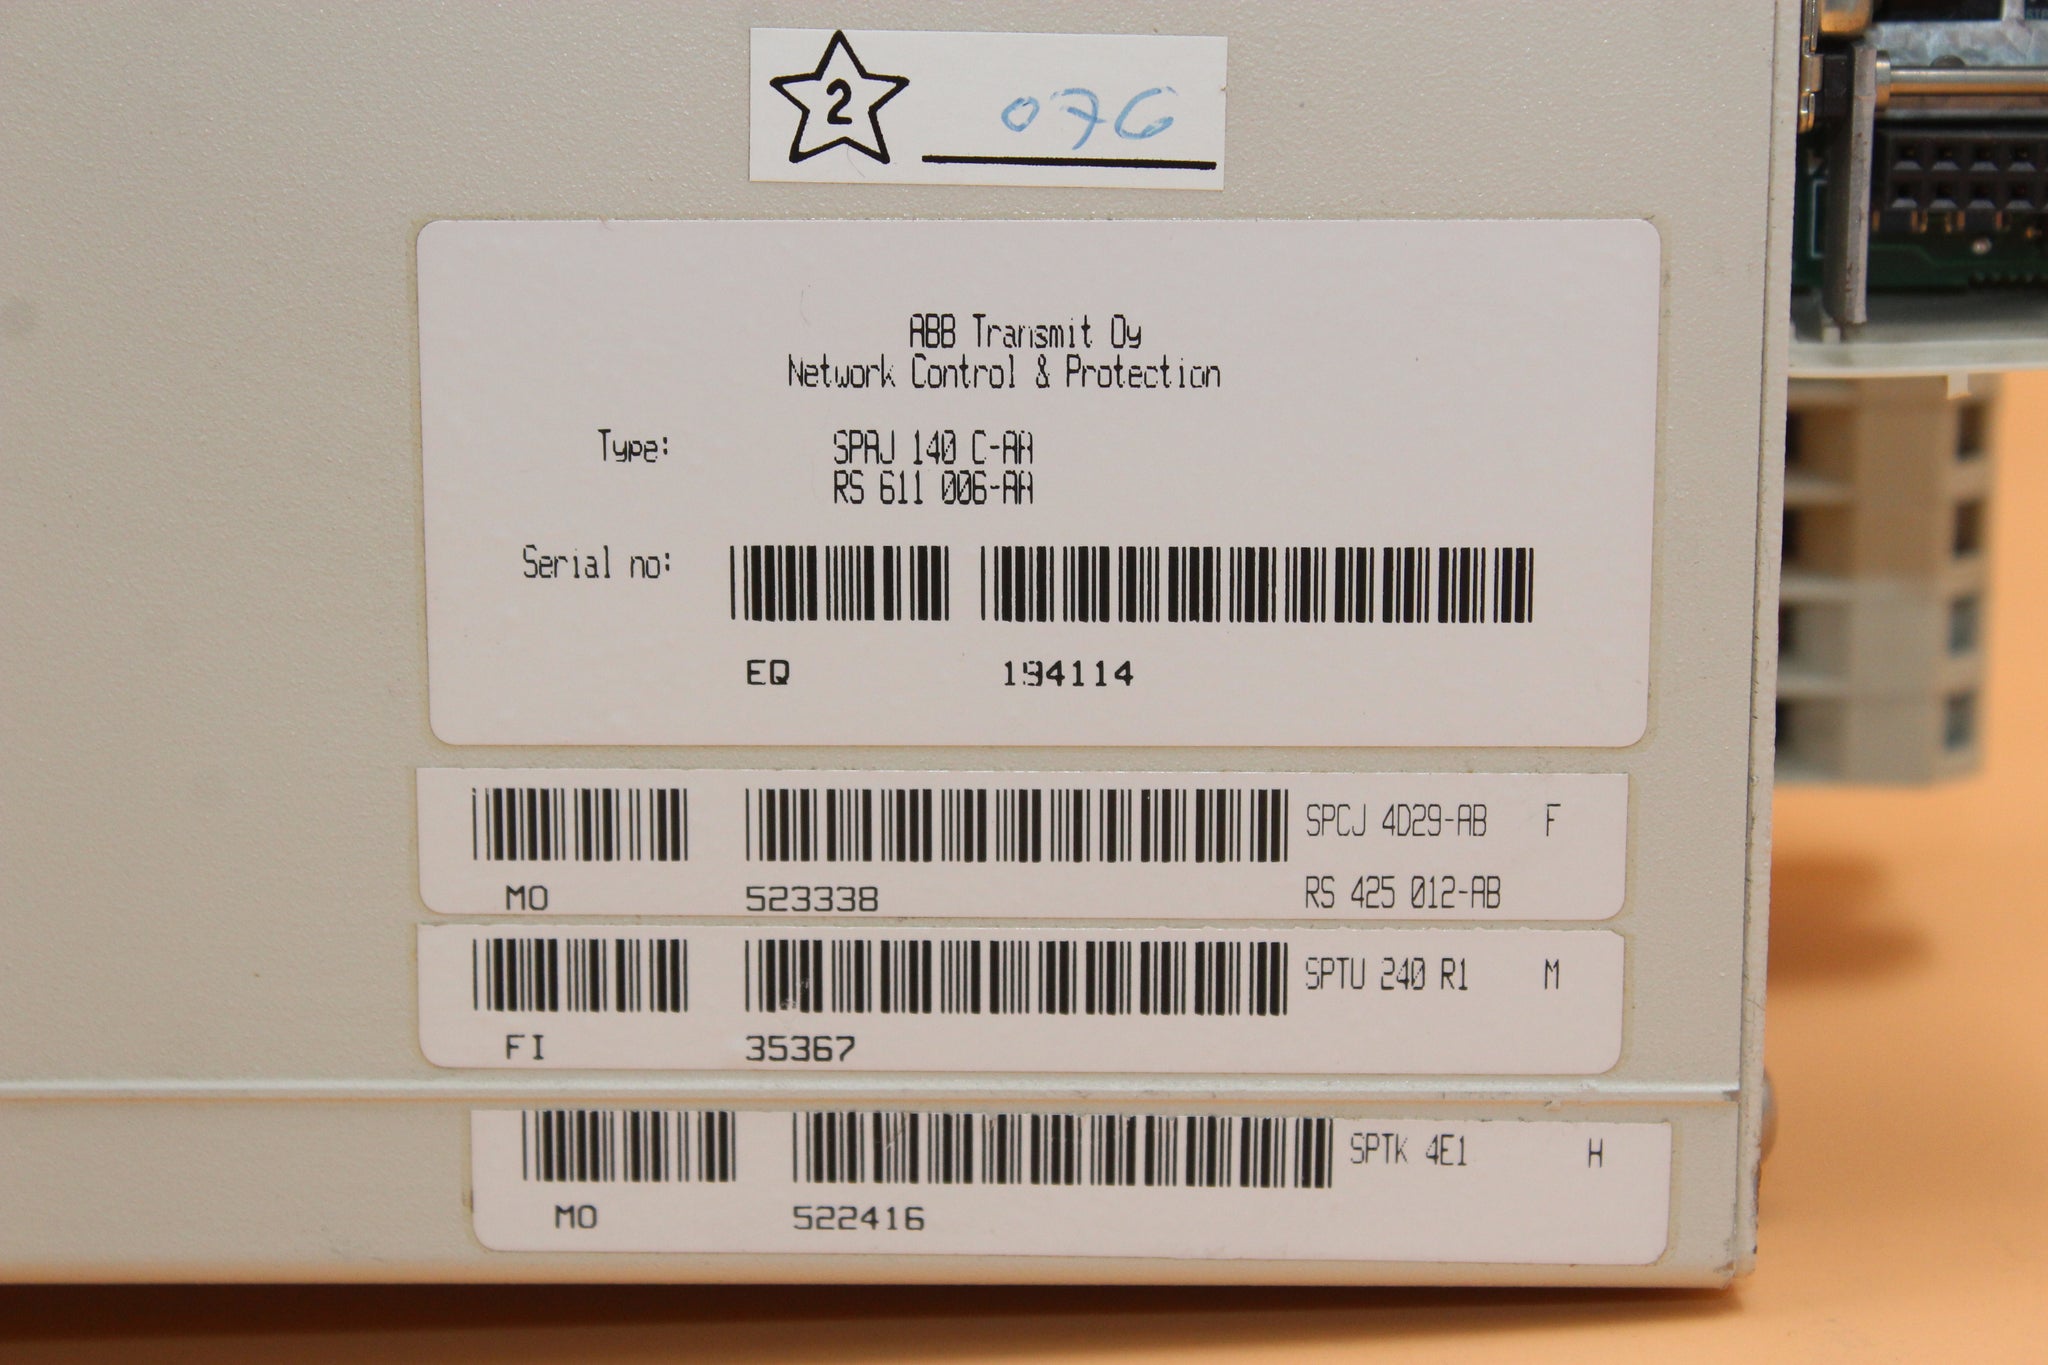 2 076
ABB Transmit Oy
Network Control & Protection
Type: SPAJ 140 C-AA
RS 611 006-AA
Serial no:
EQ 194114
SPCJ 4D29-AB F
MO 523338 RS 425 012-AB
SPTU 240 R1 M
FI 35367
SPTK 4E1 H
MO 522416